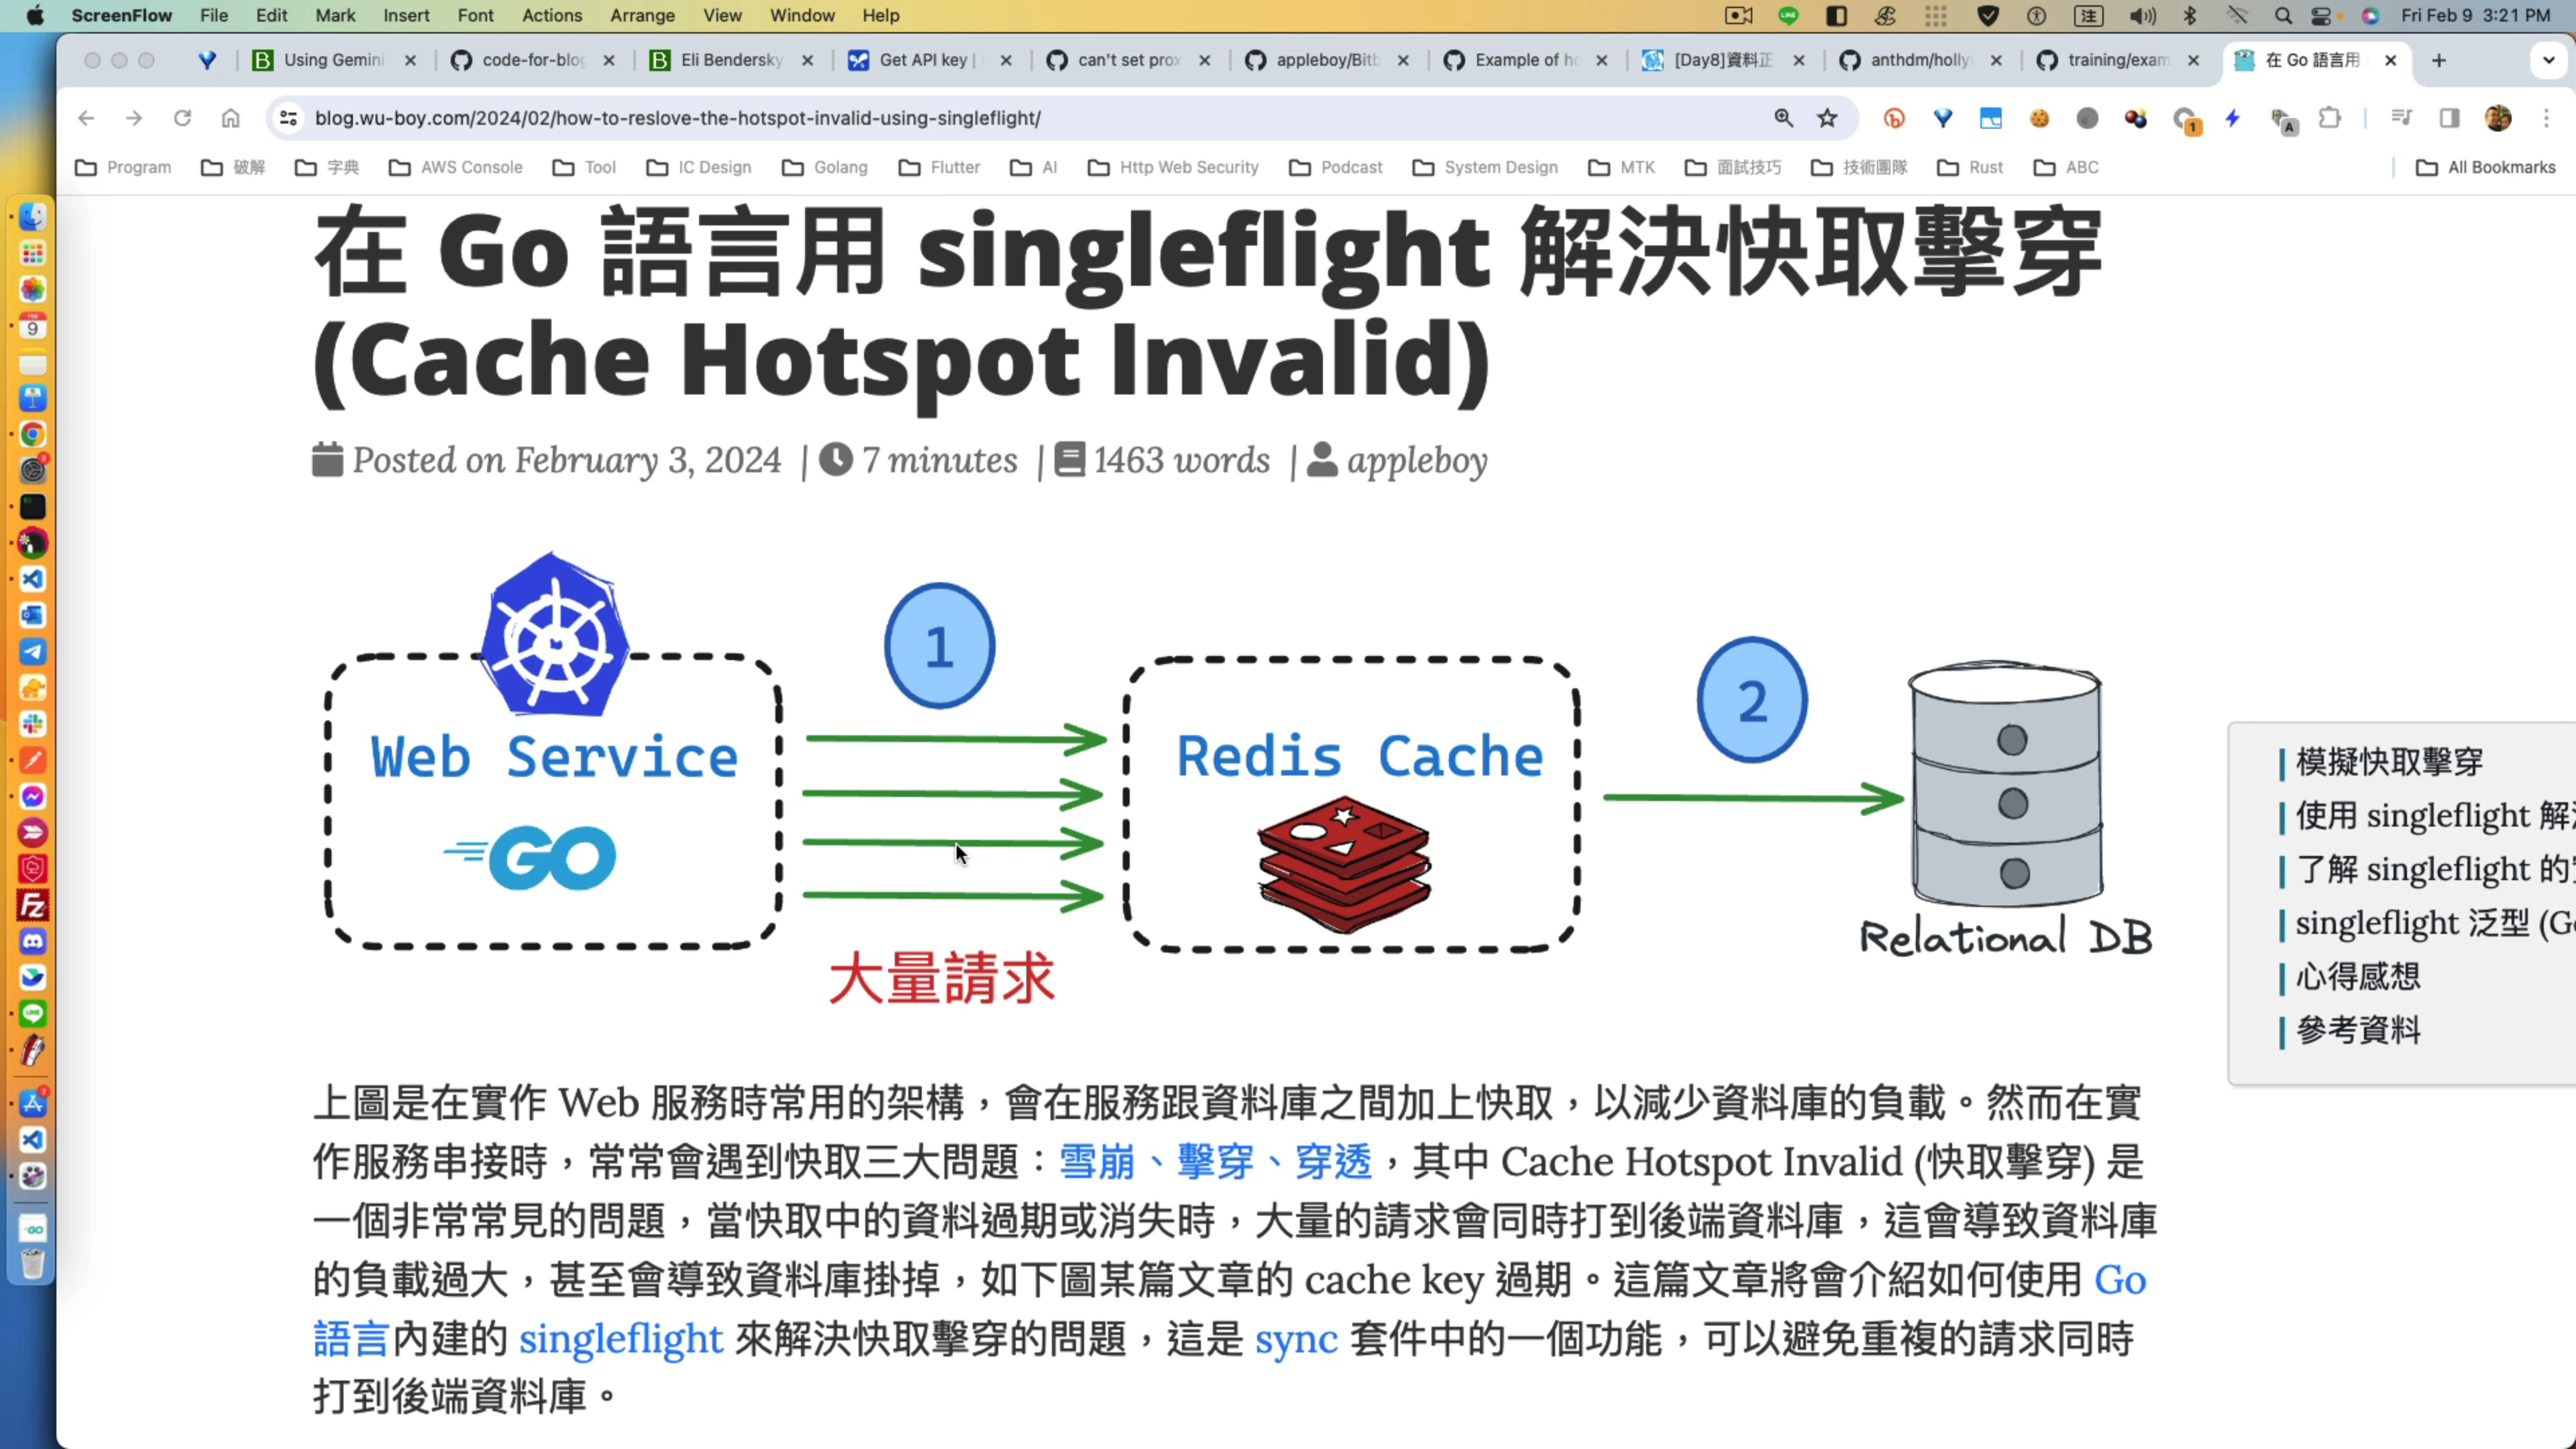 ScreenFlow File Edit Mark Insert Font Actions Arrange View Window Help 注 Fri Feb 9 3:21 PM
Using Gemini code-for-blog Eli Bendersky Get API key | can't set prox appleboy/Bitb Example of ho [Day8]資料正 anthdm/holly training/exam 在 Go 語言用
blog.wu-boy.com/2024/02/how-to-reslove-the-hotspot-invalid-using-singleflight/
Program 破解 字典 AWS Console Tool IC Design Golang Flutter AI Http Web Security Podcast System Design MTK 面試技巧 技術團隊 Rust ABC All Bookmarks
在 Go 語言用 singleflight 解決快取擊穿
(Cache Hotspot Invalid)
Posted on February 3, 2024 | 7 minutes | 1463 words | appleboy
1
2
Web Service
Redis Cache
GO
Relational DB
大量請求
模擬快取擊穿
使用 singleflight 解
了解 singleflight 的
singleflight 泛型 (G
心得感想
參考資料
上圖是在實作 Web 服務時常用的架構，會在服務跟資料庫之間加上快取，以減少資料庫的負載。然而在實
作服務串接時，常常會遇到快取三大問題：雪崩、擊穿、穿透，其中 Cache Hotspot Invalid (快取擊穿) 是
一個非常常見的問題，當快取中的資料過期或消失時，大量的請求會同時打到後端資料庫，這會導致資料庫
的負載過大，甚至會導致資料庫掛掉，如下圖某篇文章的 cache key 過期。這篇文章將會介紹如何使用 Go
語言內建的 singleflight 來解決快取擊穿的問題，這是 sync 套件中的一個功能，可以避免重複的請求同時
打到後端資料庫。